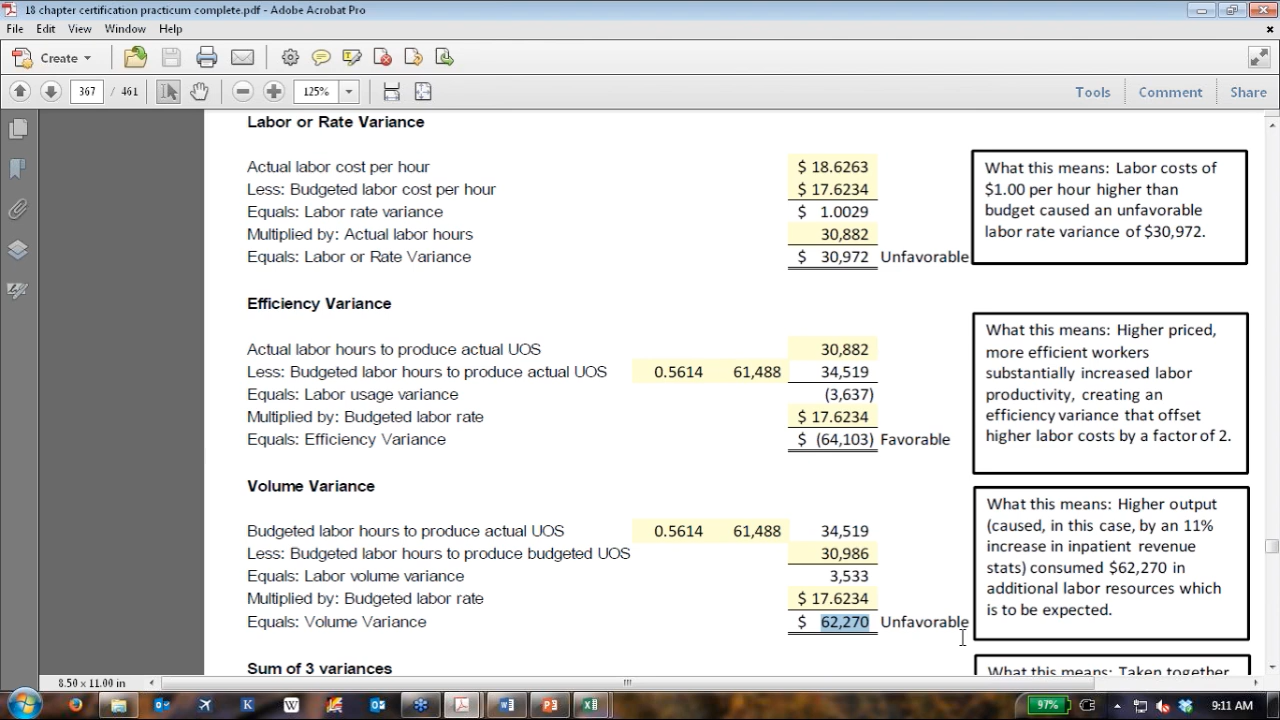 18 chapter certification practicum complete.pdf - Adobe Acrobat Pro
File Edit View Window Help
Create
367 / 461 125% Tools Comment Share
Labor or Rate Variance
Actual labor cost per hour $ 18.6263
Less: Budgeted labor cost per hour $ 17.6234
Equals: Labor rate variance $ 1.0029
Multiplied by: Actual labor hours 30,882
Equals: Labor or Rate Variance $ 30,972 Unfavorable
What this means: Labor costs of
$1.00 per hour higher than
budget caused an unfavorable
labor rate variance of $30,972.
Efficiency Variance
Actual labor hours to produce actual UOS 30,882
Less: Budgeted labor hours to produce actual UOS 0.5614 61,488 34,519
Equals: Labor usage variance (3,637)
Multiplied by: Budgeted labor rate $ 17.6234
Equals: Efficiency Variance $ (64,103) Favorable
What this means: Higher priced,
more efficient workers
substantially increased labor
productivity, creating an
efficiency variance that offset
higher labor costs by a factor of 2.
Volume Variance
Budgeted labor hours to produce actual UOS 0.5614 61,488 34,519
Less: Budgeted labor hours to produce budgeted UOS 30,986
Equals: Labor volume variance 3,533
Multiplied by: Budgeted labor rate $ 17.6234
Equals: Volume Variance $ 62,270 Unfavorable
What this means: Higher output
(caused, in this case, by an 11%
increase in inpatient revenue
stats) consumed $62,270 in
additional labor resources which
is to be expected.
Sum of 3 variances
What this means: Taken together
8.50 x 11.00 in
97% 9:11 AM